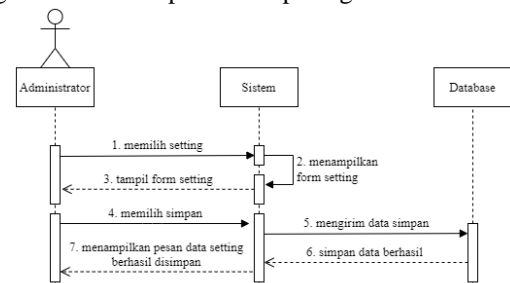 Administrator
Sistem
Database
1. memilih setting
2. menampilkan
form setting
3. tampil form setting
4. memilih simpan
5. mengirim data simpan
6. simpan data berhasil
7. menampilkan pesan data setting
berhasil disimpan